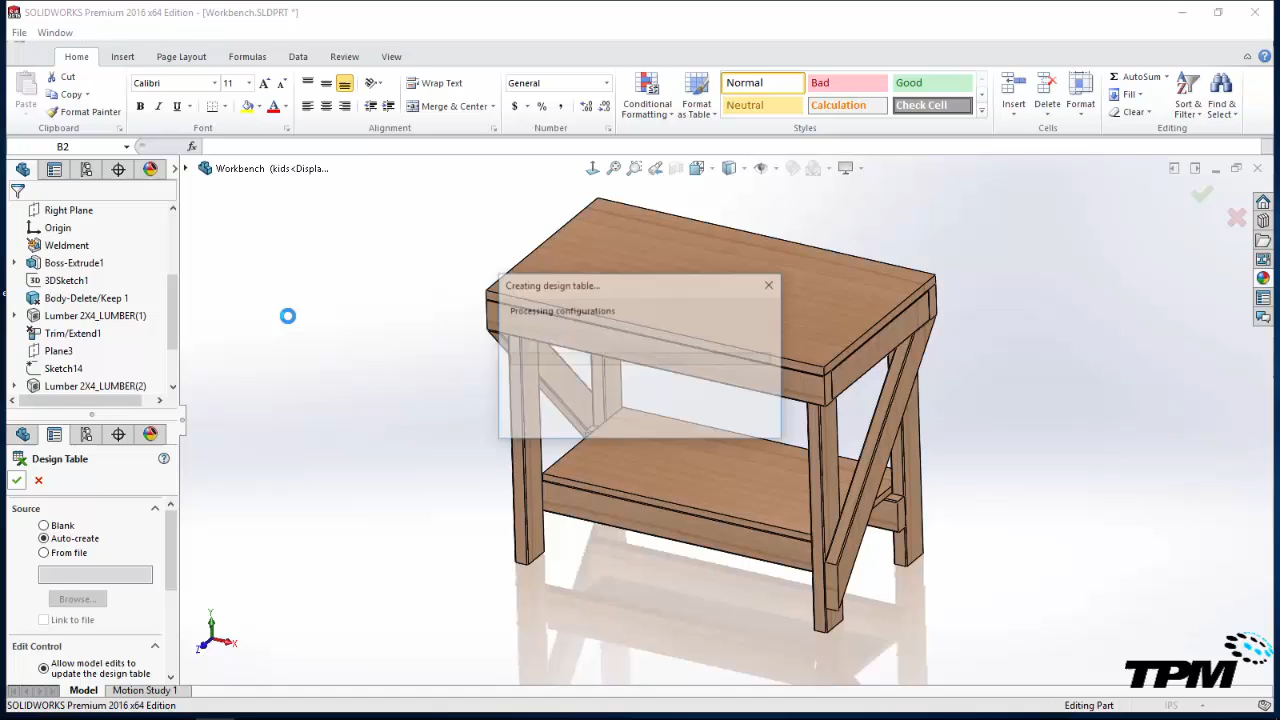 SOLIDWORKS Premium 2016 x64 Edition - [Workbench.SLDPRT *]
File Window
Home Insert Page Layout Formulas Data Review View
Paste
Cut
Copy
Format Painter
Clipboard
Calibri 11
B I U
Font
Wrap Text
Merge & Center
Alignment
General
$ % ,
Number
Conditional Formatting
Format as Table
Normal Bad Good
Neutral Calculation Check Cell
Styles
Insert Delete Format
Cells
AutoSum
Fill
Clear
Sort & Filter
Find & Select
Editing
B2 fx
Workbench (kids<Displa...
Right Plane
Origin
Weldment
Boss-Extrude1
3D 3DSketch1
Body-Delete/Keep 1
Lumber 2X4_LUMBER(1)
Trim/Extend1
Plane3
Sketch14
Lumber 2X4_LUMBER(2)
Creating design table...
Processing configurations
Design Table
Source
Blank
Auto-create
From file
Browse...
Link to file
Edit Control
Allow model edits to
update the design table
Y
X
Z
Model Motion Study 1
SOLIDWORKS Premium 2016 x64 Edition
Editing Part
IPS
TPM